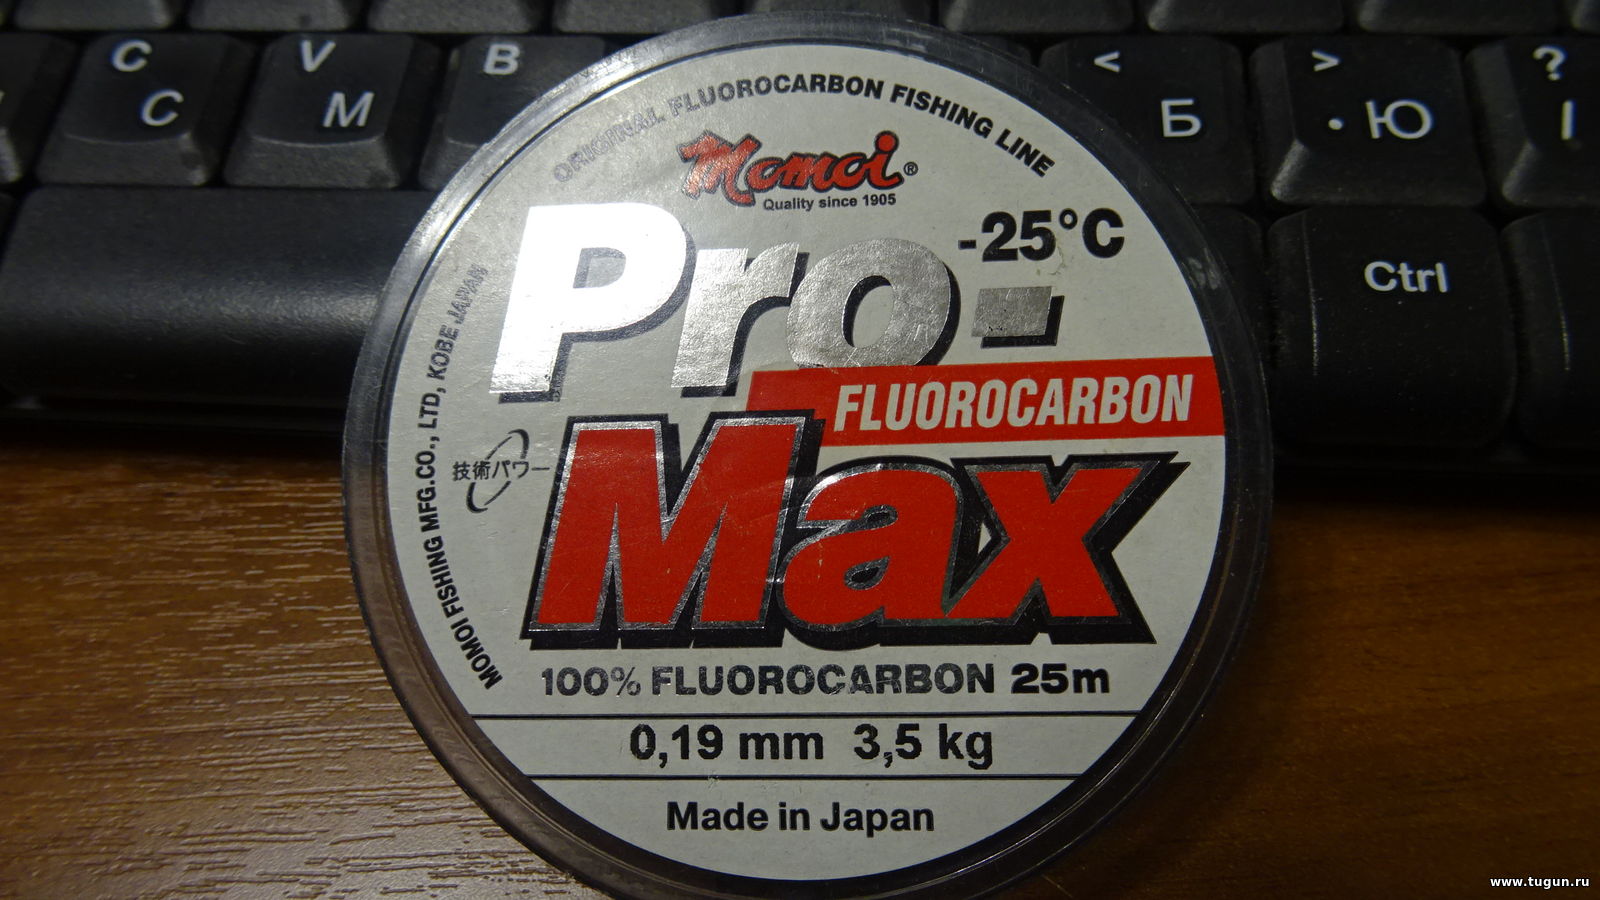 C V B < > ?
С М Б . Ю
Ctrl
ORIGINAL FLUOROCARBON FISHING LINE
Momoi®
Quality since 1905
-25°C
Pro-
FLUOROCARBON
Max
技術パワー
MOMOI FISHING MFG.CO., LTD, KOBE JAPAN
100% FLUOROCARBON 25m
0,19 mm 3,5 kg
Made in Japan
www.tugun.ru